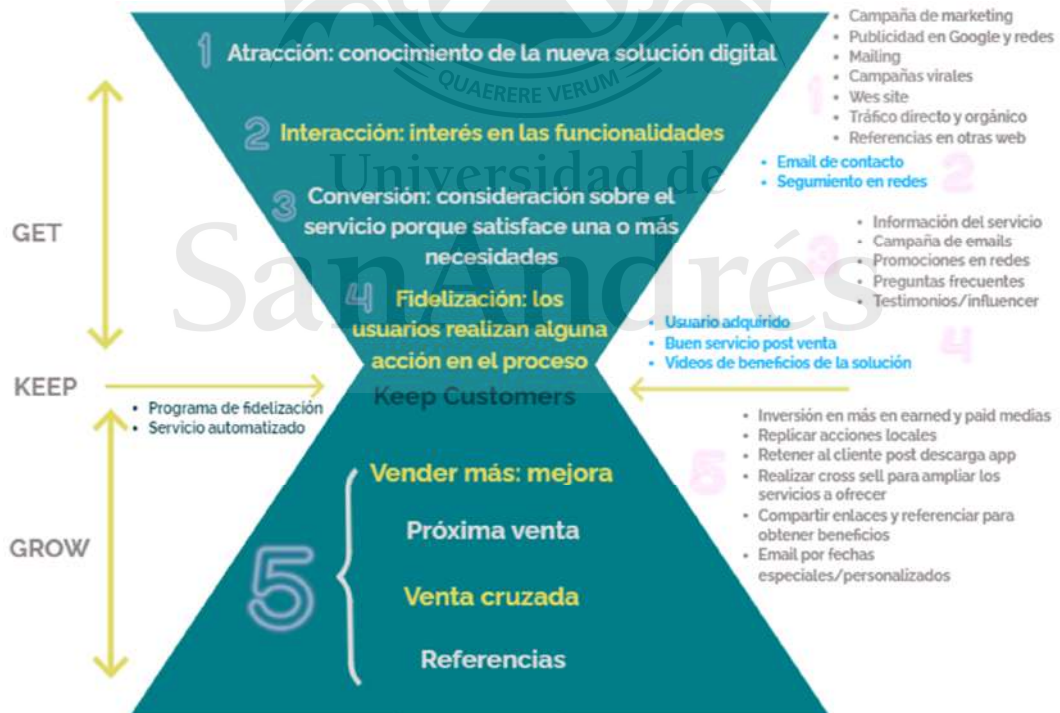 1 Atracción: conocimiento de la nueva solución digital
QUAERERE VERUM
2 Interacción: interés en las funcionalidades
Universidad de
SanAndrés
3 Conversión: consideración sobre el
servicio porque satisface una o más
necesidades
4 Fidelización: los
usuarios realizan alguna
acción en el proceso
Keep Customers
GET
KEEP
GROW
• Programa de fidelización
• Servicio automatizado
5
Vender más: mejora
Próxima venta
Venta cruzada
Referencias
1
• Campaña de marketing
• Publicidad en Google y redes
• Mailing
• Campañas virales
• Wes site
• Tráfico directo y orgánico
• Referencias en otras web
2
• Email de contacto
• Segumiento en redes
3
• Información del servicio
- Campaña de emails
• Promociones en redes
• Preguntas frecuentes
• Testimonios/influencer
4
• Usuario adquirido
• Buen servicio post venta
• Videos de beneficios de la solución
5
• Inversión en más en earned y paid medias
• Replicar acciones locales
• Retener al cliente post descarga app
• Realizar cross sell para ampliar los
servicios a ofrecer
• Compartir enlaces y referenciar para
obtener beneficios
• Email por fechas
especiales/personalizados